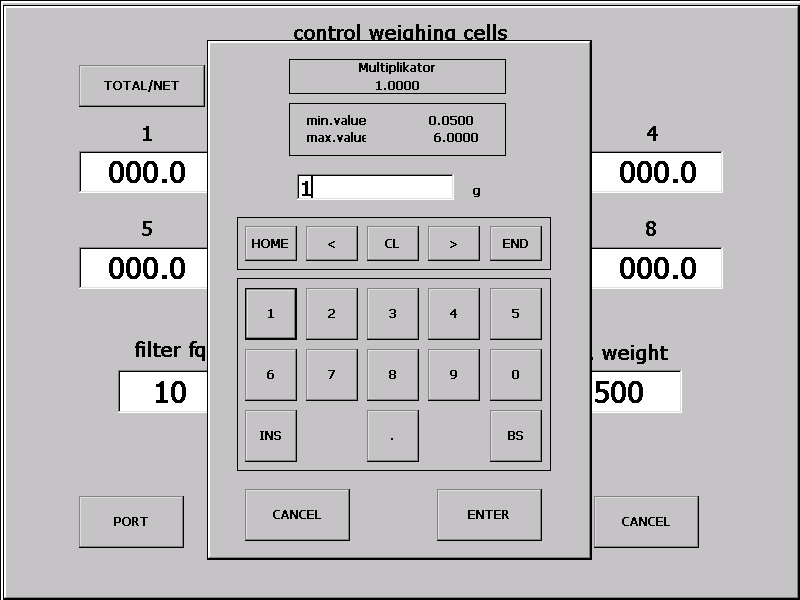 control weighing cells
Multiplikator
1.0000
TOTAL/NET
min.value 0.0500
max.value 6.0000
1
4
000.0
000.0
1
g
5
8
HOME < CL > END
000.0
000.0
1 2 3 4 5
filter fq
. weight
6 7 8 9 0
10
500
INS . BS
CANCEL ENTER
PORT
CANCEL